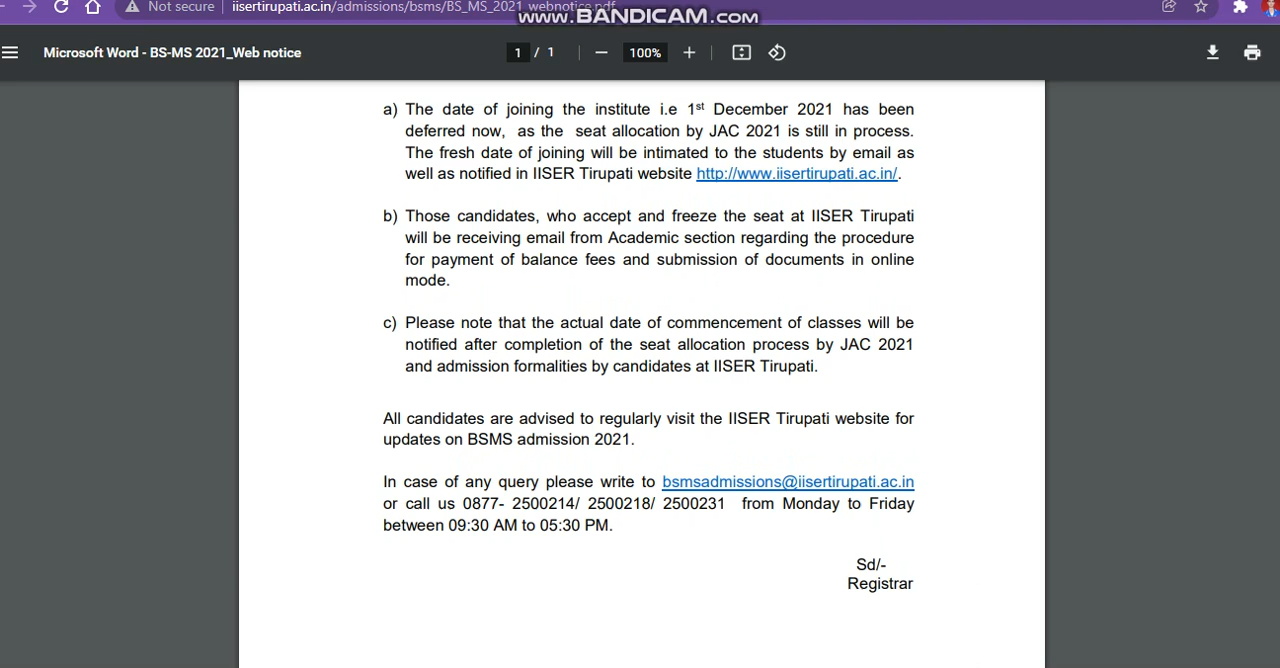 Not secure | iisertirupati.ac.in/admissions/bsms/BS_MS_2021_webnotice.pdf
www.BANDICAM.com
Microsoft Word - BS-MS 2021_Web notice
1 / 1
100%
a) The date of joining the institute i.e 1st December 2021 has been
deferred now, as the seat allocation by JAC 2021 is still in process.
The fresh date of joining will be intimated to the students by email as
well as notified in IISER Tirupati website http://www.iisertirupati.ac.in/.
b) Those candidates, who accept and freeze the seat at IISER Tirupati
will be receiving email from Academic section regarding the procedure
for payment of balance fees and submission of documents in online
mode.
c) Please note that the actual date of commencement of classes will be
notified after completion of the seat allocation process by JAC 2021
and admission formalities by candidates at IISER Tirupati.
All candidates are advised to regularly visit the IISER Tirupati website for
updates on BSMS admission 2021.
In case of any query please write to bsmsadmissions@iisertirupati.ac.in
or call us 0877- 2500214/ 2500218/ 2500231 from Monday to Friday
between 09:30 AM to 05:30 PM.
Sd/-
Registrar